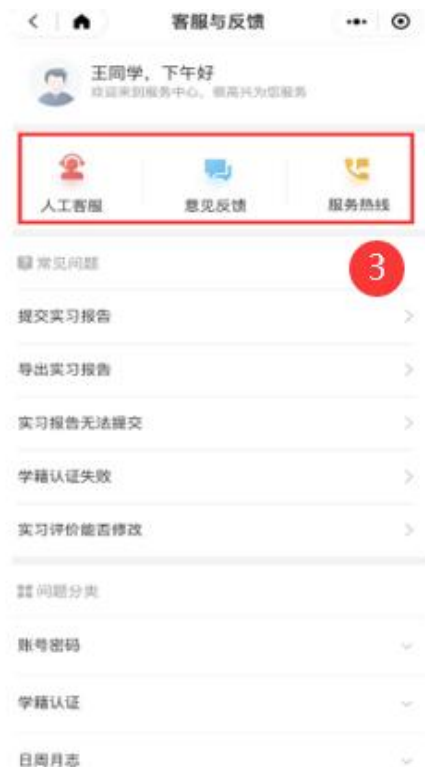 客服与反馈
王同学，下午好
欢迎来到服务中心，很高兴为您服务
人工客服 意见反馈 服务热线
常见问题
3
提交实习报告
导出实习报告
实习报告无法提交
学籍认证失败
实习评价能否修改
问题分类
账号密码
学籍认证
日周月志